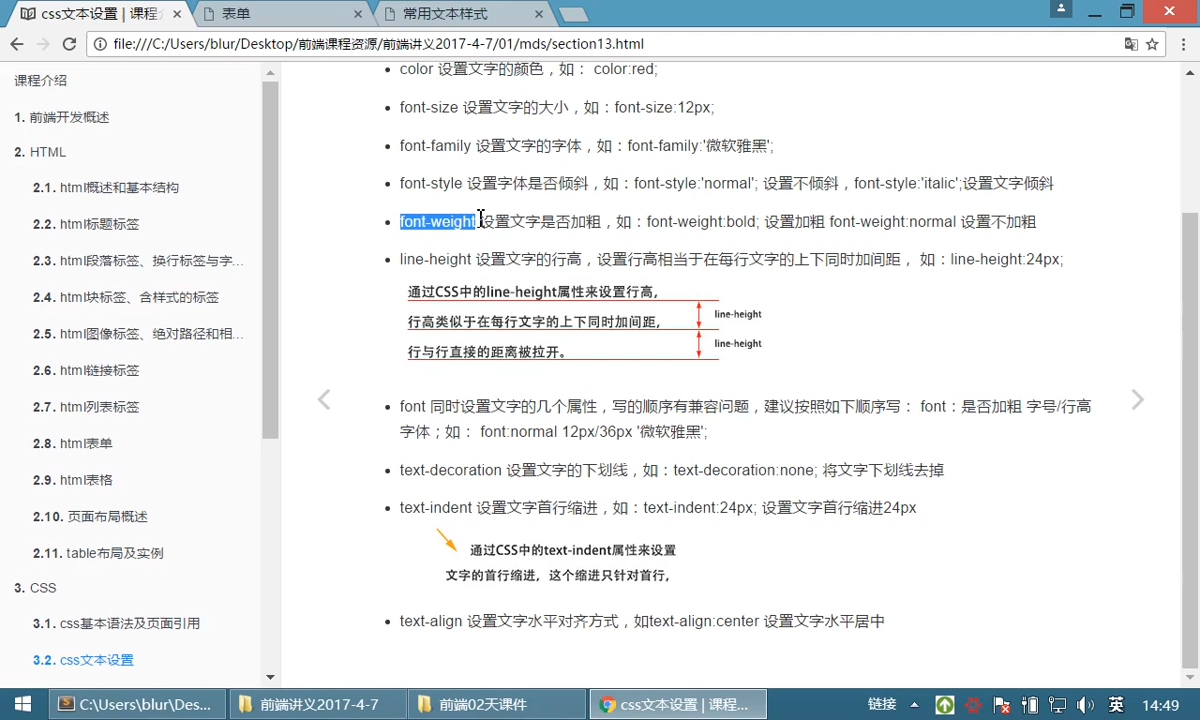 css文本设置 | 课程
表单
常用文本样式
file:///C:/Users/blur/Desktop/前端课程资源/前端讲义2017-4-7/01/mds/section13.html
课程介绍
1. 前端开发概述
2. HTML
2.1. html概述和基本结构
2.2. html标题标签
2.3. html段落标签、换行标签与字...
2.4. html块标签、含样式的标签
2.5. html图像标签、绝对路径和相...
2.6. html链接标签
2.7. html列表标签
2.8. html表单
2.9. html表格
2.10. 页面布局概述
2.11. table布局及实例
3. CSS
3.1. css基本语法及页面引用
3.2. css文本设置
color 设置文字的颜色，如： color:red;
font-size 设置文字的大小，如：font-size:12px;
font-family 设置文字的字体，如：font-family:'微软雅黑';
font-style 设置字体是否倾斜，如：font-style:'normal'; 设置不倾斜，font-style:'italic';设置文字倾斜
font-weight 设置文字是否加粗，如：font-weight:bold; 设置加粗 font-weight:normal 设置不加粗
line-height 设置文字的行高，设置行高相当于在每行文字的上下同时加间距， 如：line-height:24px;
通过CSS中的line-height属性来设置行高，
line-height
行高类似于在每行文字的上下同时加间距，
line-height
行与行直接的距离被拉开。
font 同时设置文字的几个属性，写的顺序有兼容问题，建议按照如下顺序写： font：是否加粗 字号/行高
字体；如： font:normal 12px/36px '微软雅黑';
text-decoration 设置文字的下划线，如：text-decoration:none; 将文字下划线去掉
text-indent 设置文字首行缩进，如：text-indent:24px; 设置文字首行缩进24px
通过CSS中的text-indent属性来设置
文字的首行缩进，这个缩进只针对首行，
text-align 设置文字水平对齐方式，如text-align:center 设置文字水平居中
C:\Users\blur\Des...
前端讲义2017-4-7
前端02天课件
css文本设置 | 课程...
链接
英
14:49